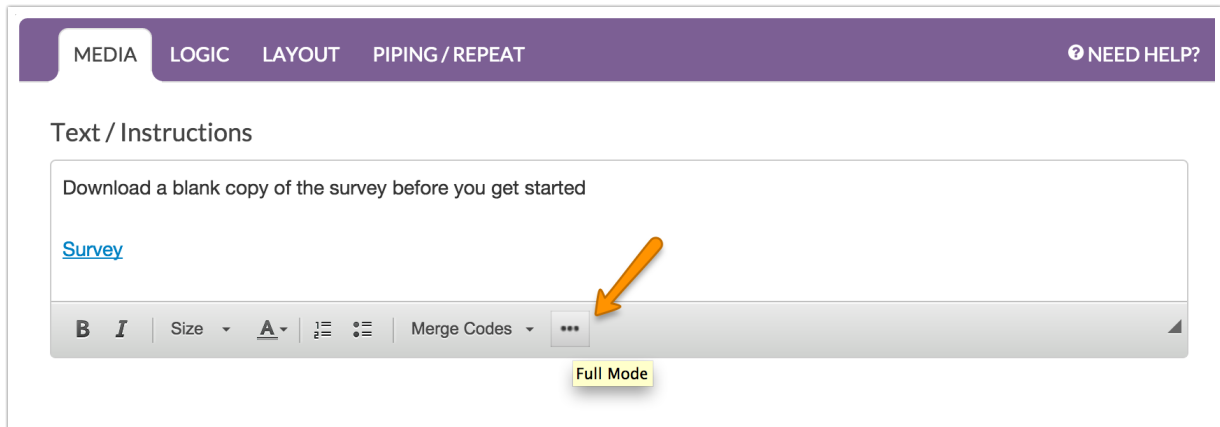 MEDIA LOGIC LAYOUT PIPING / REPEAT ? NEED HELP?
Text / Instructions
Download a blank copy of the survey before you get started
Survey
B I Size A Merge Codes •••
Full Mode